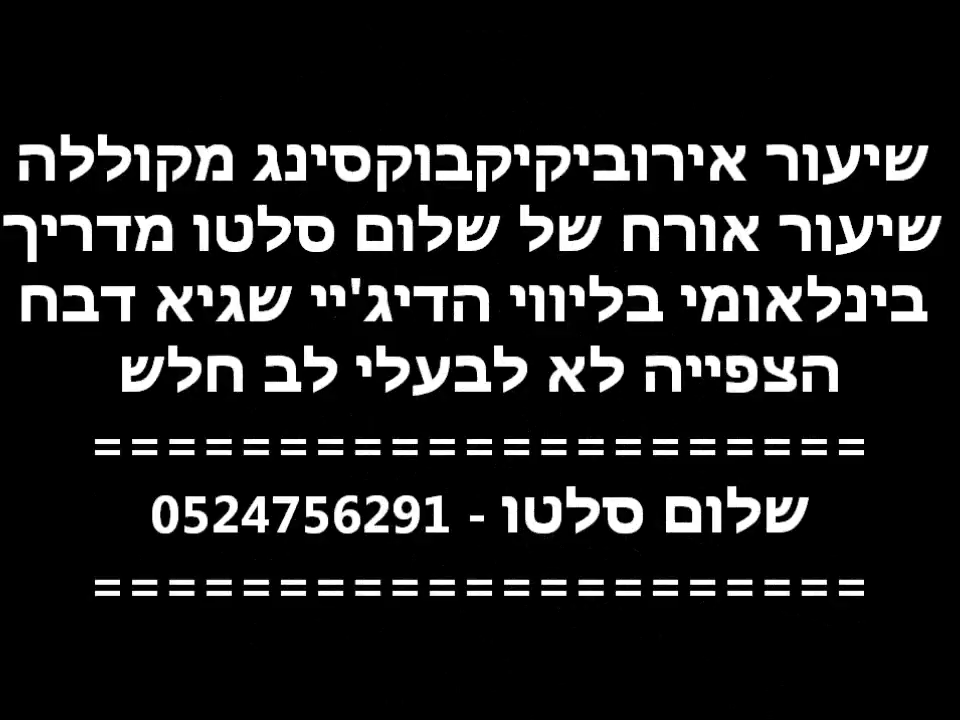 שיעור אירוביקיקבוקסינג מקוללה
שיעור אורח של שלום סלטו מדריך
בינלאומי בליווי הדיג'יי שגיא דבח
הצפייה לא לבעלי לב חלש
=====================
שלום סלטו - 0524756291
=====================